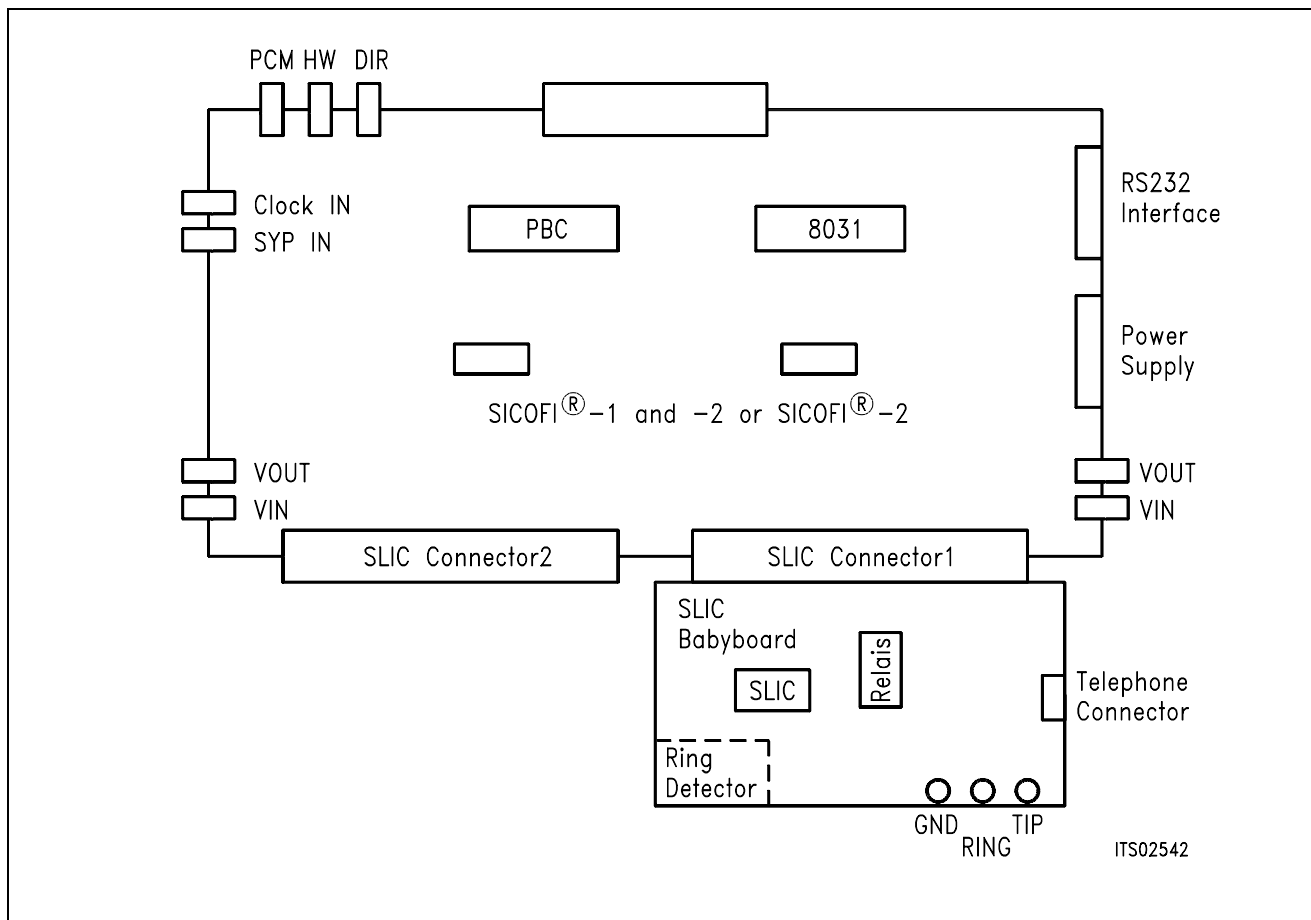 PCM HW DIR
Clock IN
SYP IN
PBC
8031
RS232
Interface
Power
Supply
SICOFI®-1 and -2 or SICOFI®-2
VOUT
VIN
VOUT
VIN
SLIC Connector2
SLIC Connector1
SLIC
Babyboard
SLIC
Relais
Telephone
Connector
Ring
Detector
GND
RING
TIP
ITS02542